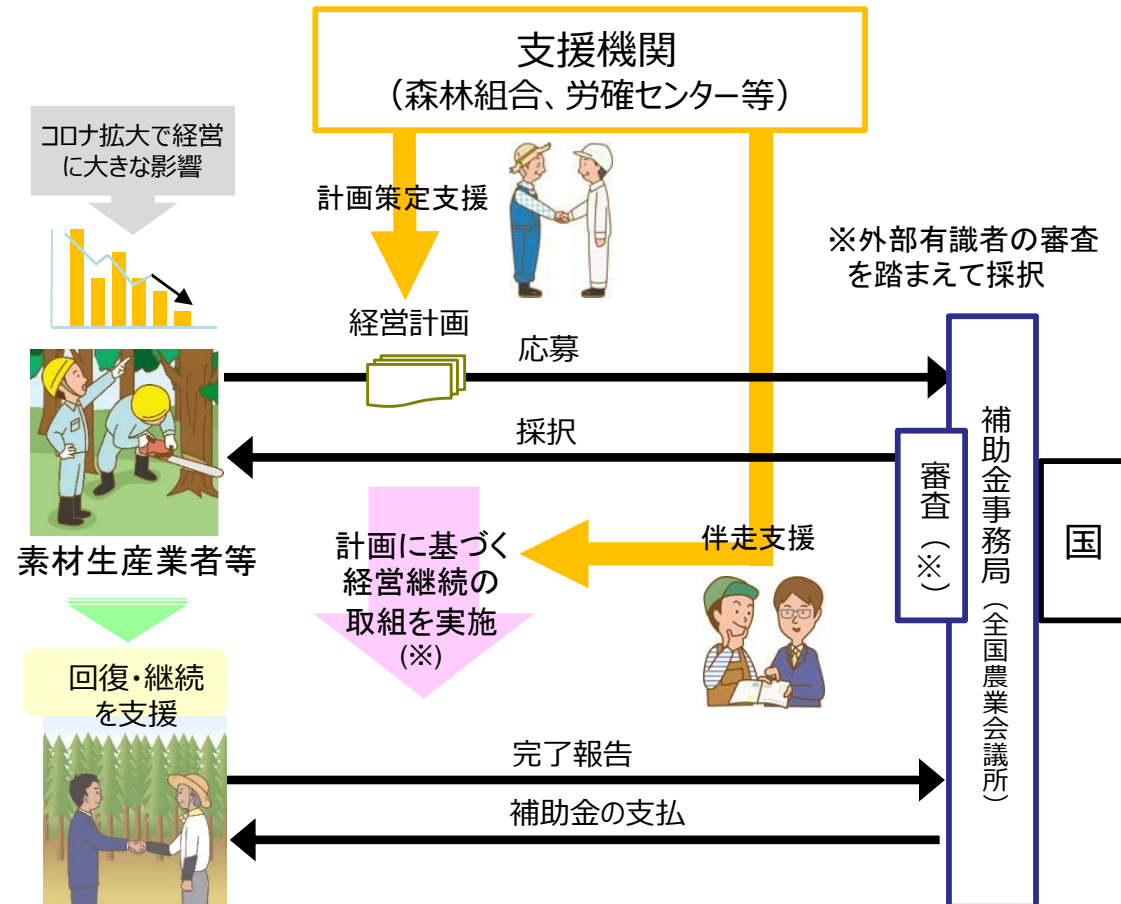 支援機関
（森林組合、労確センター等）
コロナ拡大で経営
に大きな影響
計画策定支援
※外部有識者の審査
を踏まえて採択
経営計画
応募
採択
素材生産業者等
計画に基づく
経営継続の
取組を実施
(※)
伴走支援
審査（※）
補助金事務局（全国農業会議所）
国
回復・継続
を支援
完了報告
補助金の支払